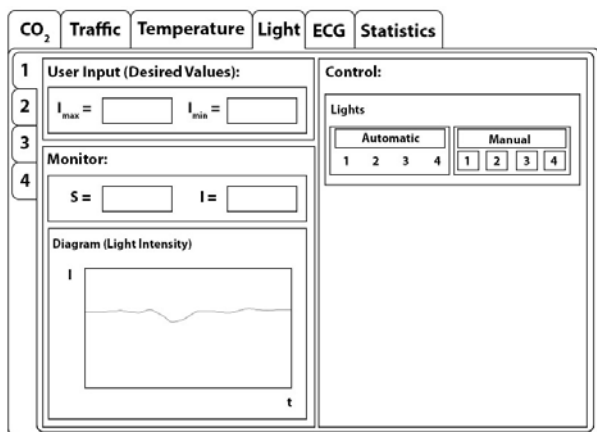 CO2 Traffic Temperature Light ECG Statistics
1
2
3
4
User Input (Desired Values):
Imax = Imin =
Monitor:
S = I =
Diagram (Light Intensity)
I
t
Control:
Lights
Automatic Manual
1 2 3 4 1 2 3 4